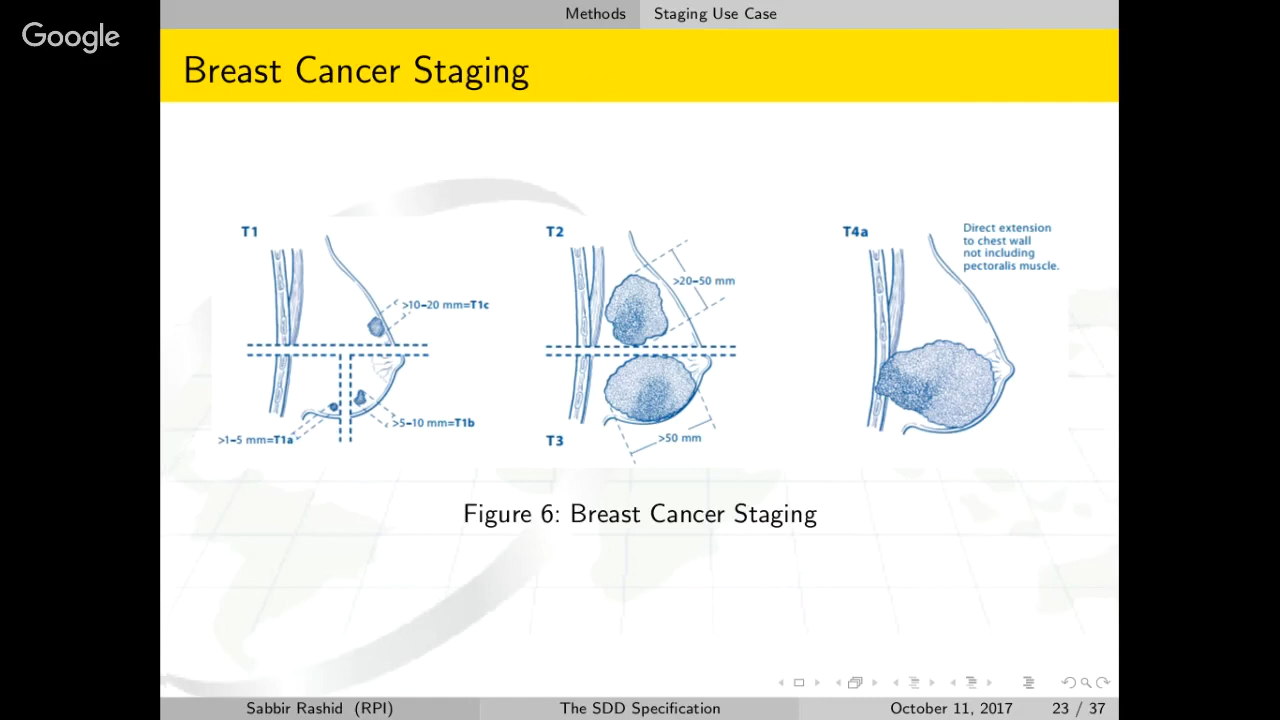 Google
Methods Staging Use Case
Breast Cancer Staging
T1
>10–20 mm=T1c
>5–10 mm=T1b
>1–5 mm=T1a
T2
>20–50 mm
T3
>50 mm
T4a
Direct extension
to chest wall
not including
pectoralis muscle.
Figure 6: Breast Cancer Staging
Sabbir Rashid (RPI) The SDD Specification October 11, 2017 23 / 37